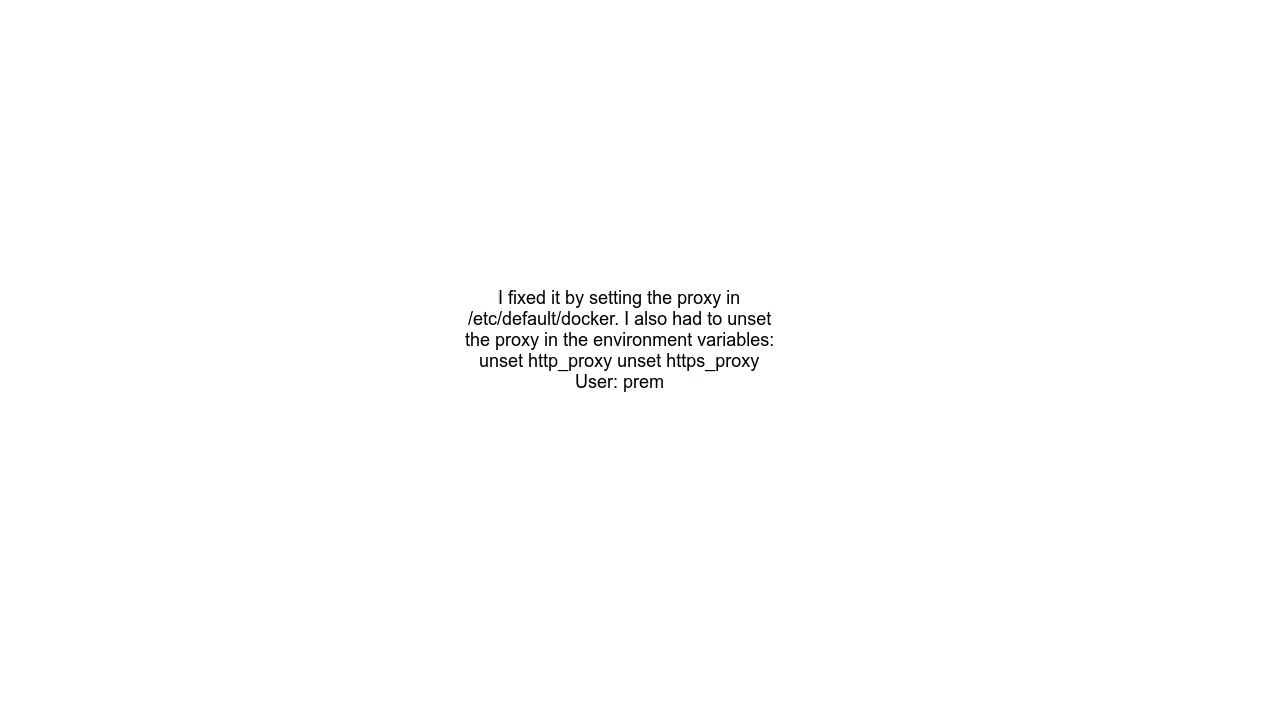 I fixed it by setting the proxy in
/etc/default/docker. I also had to unset
the proxy in the environment variables:
unset http_proxy unset https_proxy
User: prem